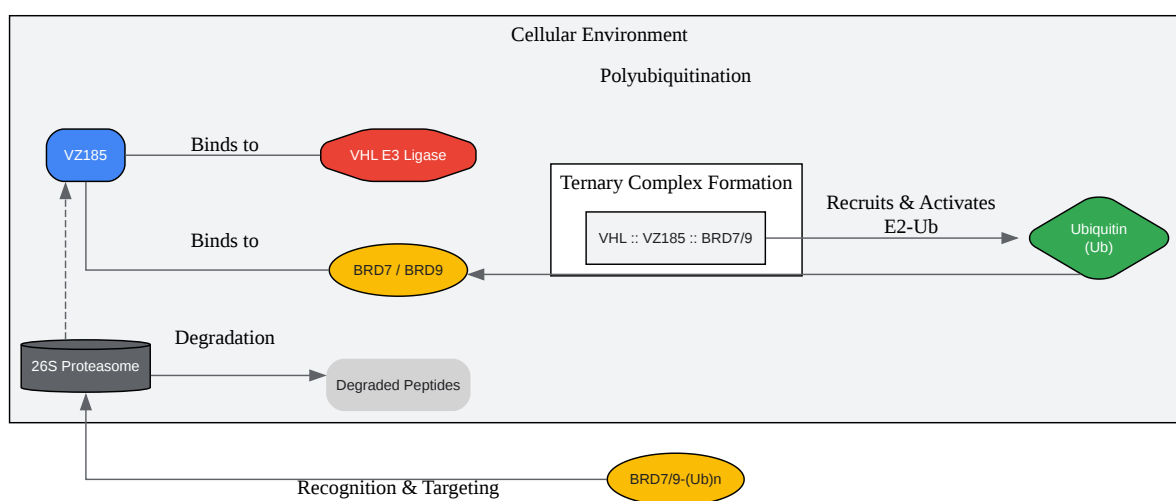 Cellular Environment
Polyubiquitination
VZ185
Binds to
VHL E3 Ligase
Ternary Complex Formation
VHL :: VZ185 :: BRD7/9
Recruits & Activates
E2-Ub
Ubiquitin
(Ub)
Binds to
BRD7 / BRD9
Degradation
26S Proteasome
Degraded Peptides
BRD7/9-(Ub)n
Recognition & Targeting